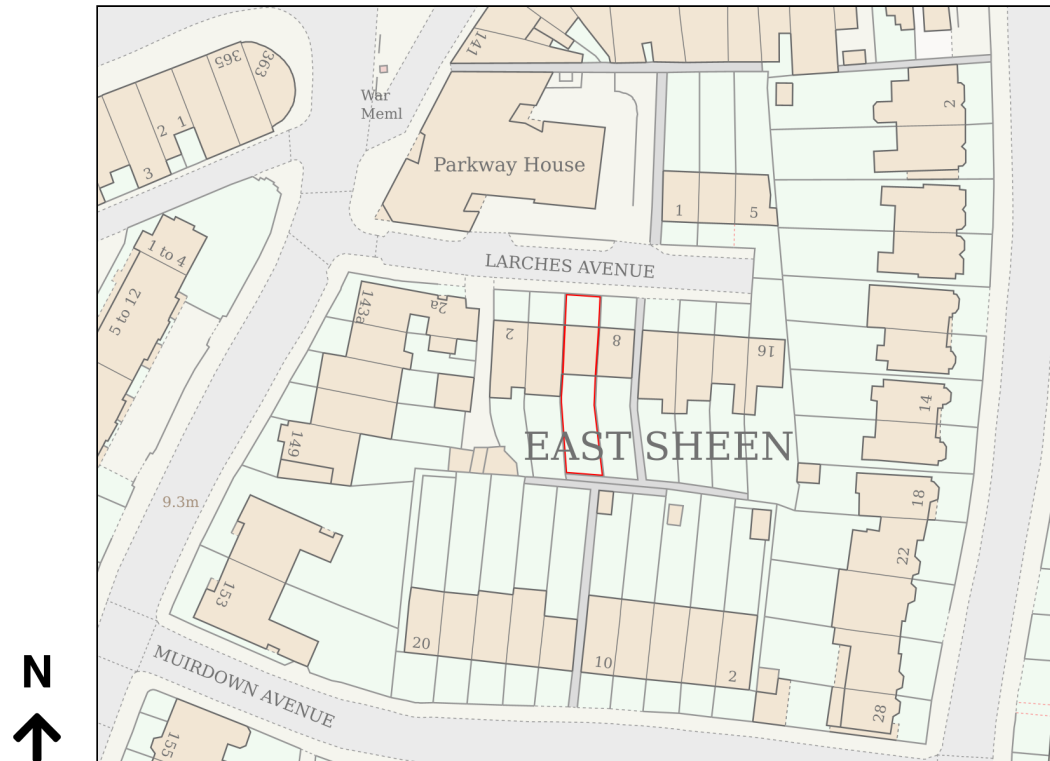 141
365
363
2
1
3
War
Meml
2
Parkway House
1
5
1 to 4
5 to 12
LARCHES AVENUE
143a
2a
2
8
16
14
EAST SHEEN
149
9.3m
18
22
153
20
10
2
28
MUIRDOWN AVENUE
155
N